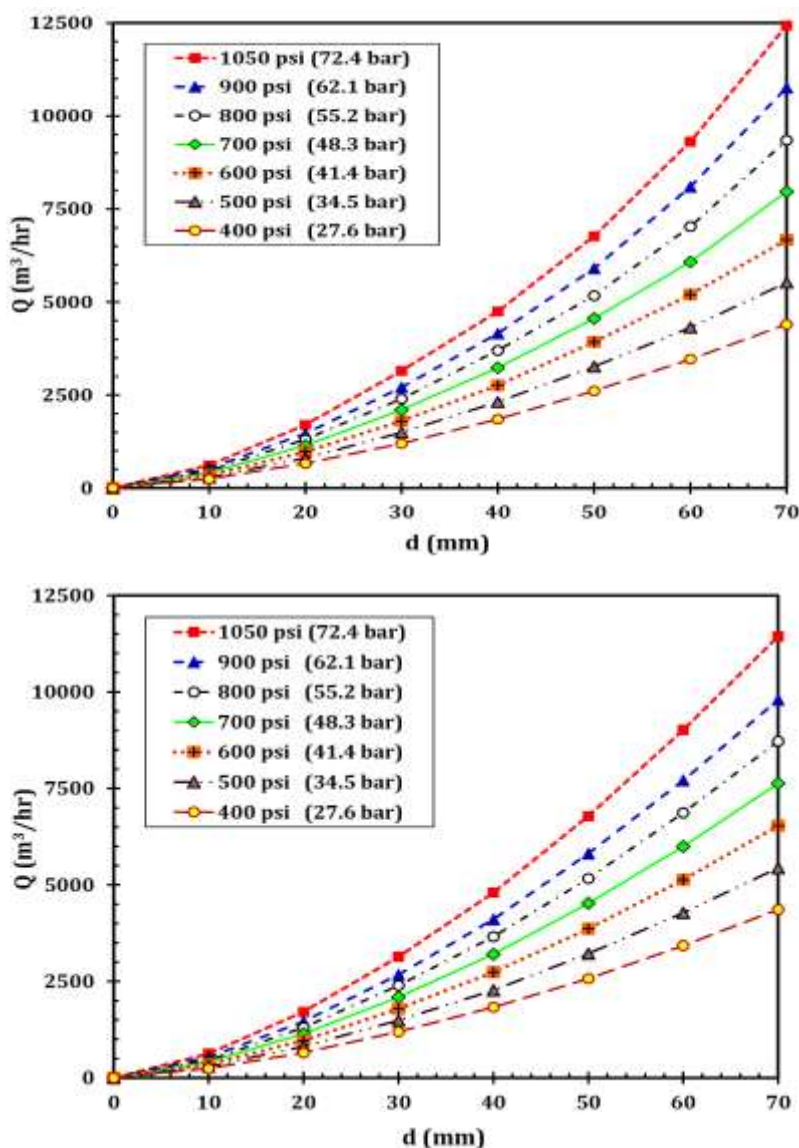 12500
10000
7500
5000
2500
0
Q (m³/hr)
1050 psi (72.4 bar)
900 psi (62.1 bar)
800 psi (55.2 bar)
700 psi (48.3 bar)
600 psi (41.4 bar)
500 psi (34.5 bar)
400 psi (27.6 bar)
0 10 20 30 40 50 60 70
d (mm)
12500
10000
7500
5000
2500
0
Q (m³/hr)
1050 psi (72.4 bar)
900 psi (62.1 bar)
800 psi (55.2 bar)
700 psi (48.3 bar)
600 psi (41.4 bar)
500 psi (34.5 bar)
400 psi (27.6 bar)
0 10 20 30 40 50 60 70
d (mm)